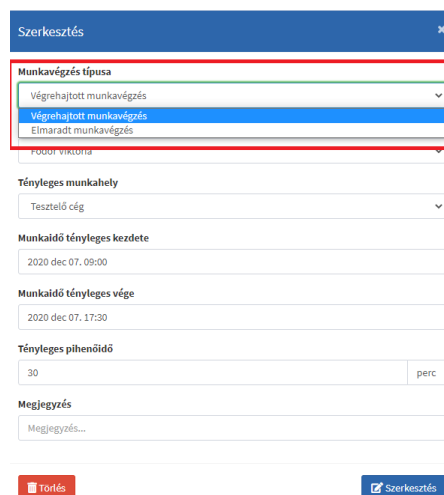 Szerkesztés
×
Munkavégzés típusa
Végrehajtott munkavégzés
Végrehajtott munkavégzés
Elmaradt munkavégzés
Fodor Viktória
Tényleges munkahely
Tesztelő cég
Munkaidő tényleges kezdete
2020 dec 07. 09:00
Munkaidő tényleges vége
2020 dec 07. 17:30
Tényleges pihenőidő
30 perc
Megjegyzés
Megjegyzés...
Törlés Szerkesztés